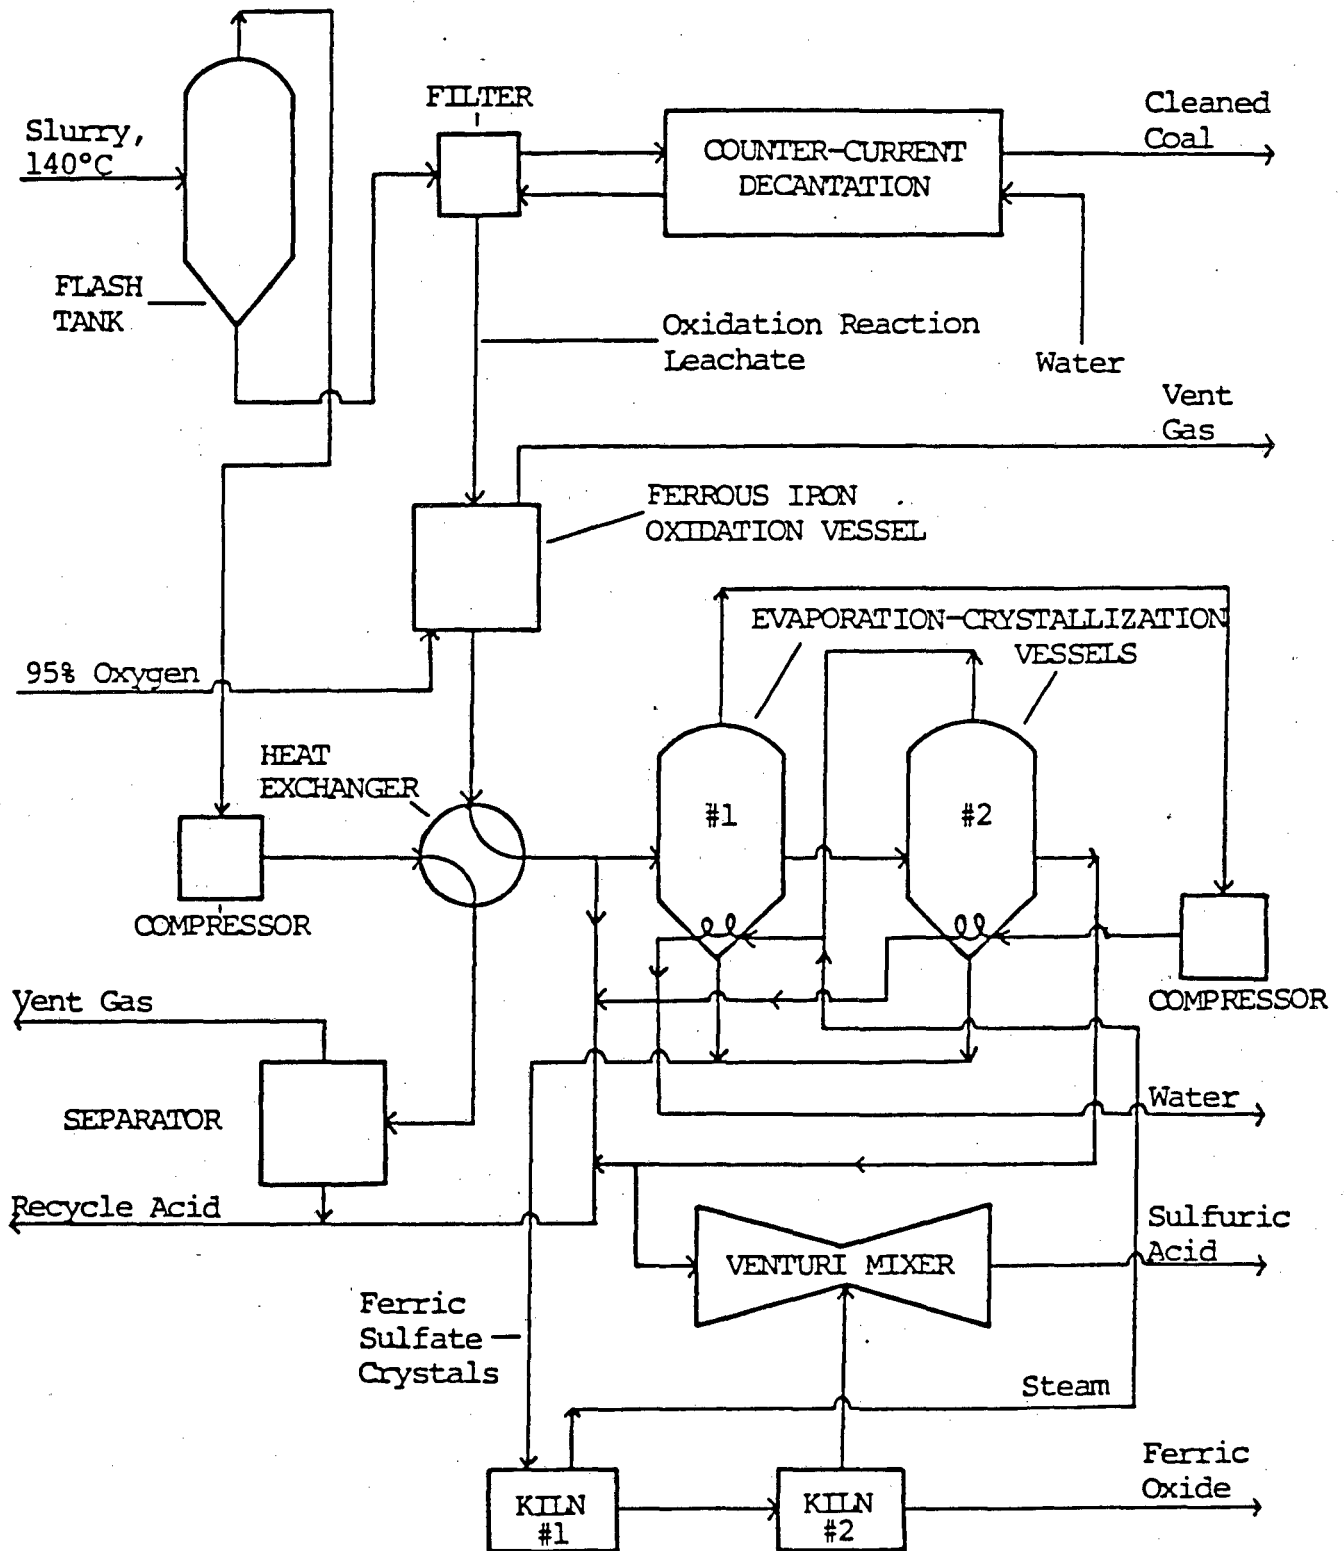 Slurry,
140°C
FLASH
TANK
FILTER
COUNTER-CURRENT
DECANTATION
Cleaned
Coal
Oxidation Reaction
Leachate
Water
Vent
Gas
FERROUS IRON
OXIDATION VESSEL
95% Oxygen
EVAPORATION-CRYSTALLIZATION
VESSELS
HEAT
EXCHANGER
#1
#2
COMPRESSOR
COMPRESSOR
Vent Gas
SEPARATOR
Water
Recycle Acid
VENTURI MIXER
Sulfuric
Acid
Ferric
Sulfate
Crystals
Steam
KILN
#1
KILN
#2
Ferric
Oxide